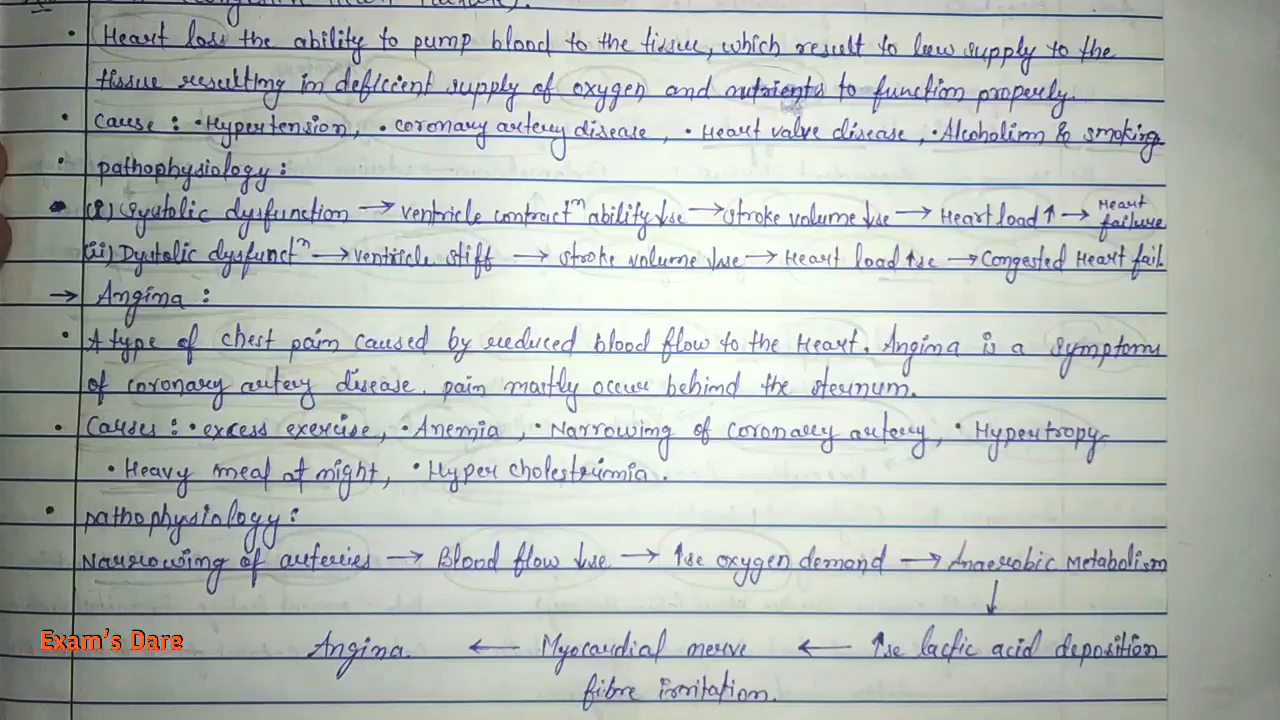 (Congestive Heart Failure).
• Heart loss the ability to pump blood to the tissue, which result to low supply to the
tissue resulting in deficient supply of oxygen and nutrients to function properly.
• Cause : • Hypertension, • coronary artery disease, • Heart valve disease, • Alcoholism & smoking
• pathophysiology :
(i) Systolic dysfunction → ventricle contractⁿ ability ↓se → stroke volume ↓se → Heart load ↑ → Heart failure
(ii) Dystolic dysfunctⁿ → ventricle stiff → stroke volume ↓se → Heart load ↑se → Congested Heart fail.
→ Angina :
• A type of chest pain caused by reduced blood flow to the Heart. Angina is a symptoms
of coronary artery disease. pain mostly occur behind the sternum.
• Causes : • excess exercise, • Anemia, • Narrowing of coronary artery, • Hypertropy
• Heavy meal at night, • Hyper cholestrimia.
• pathophysiology :
Narrowing of arteries → Blood flow ↓se → ↑se oxygen demand → Anaerobic Metabolism
↓
Angina. ← Myocardial nerve ← ↑se lactic acid deposition
fibre irritation.
Exam's Dare